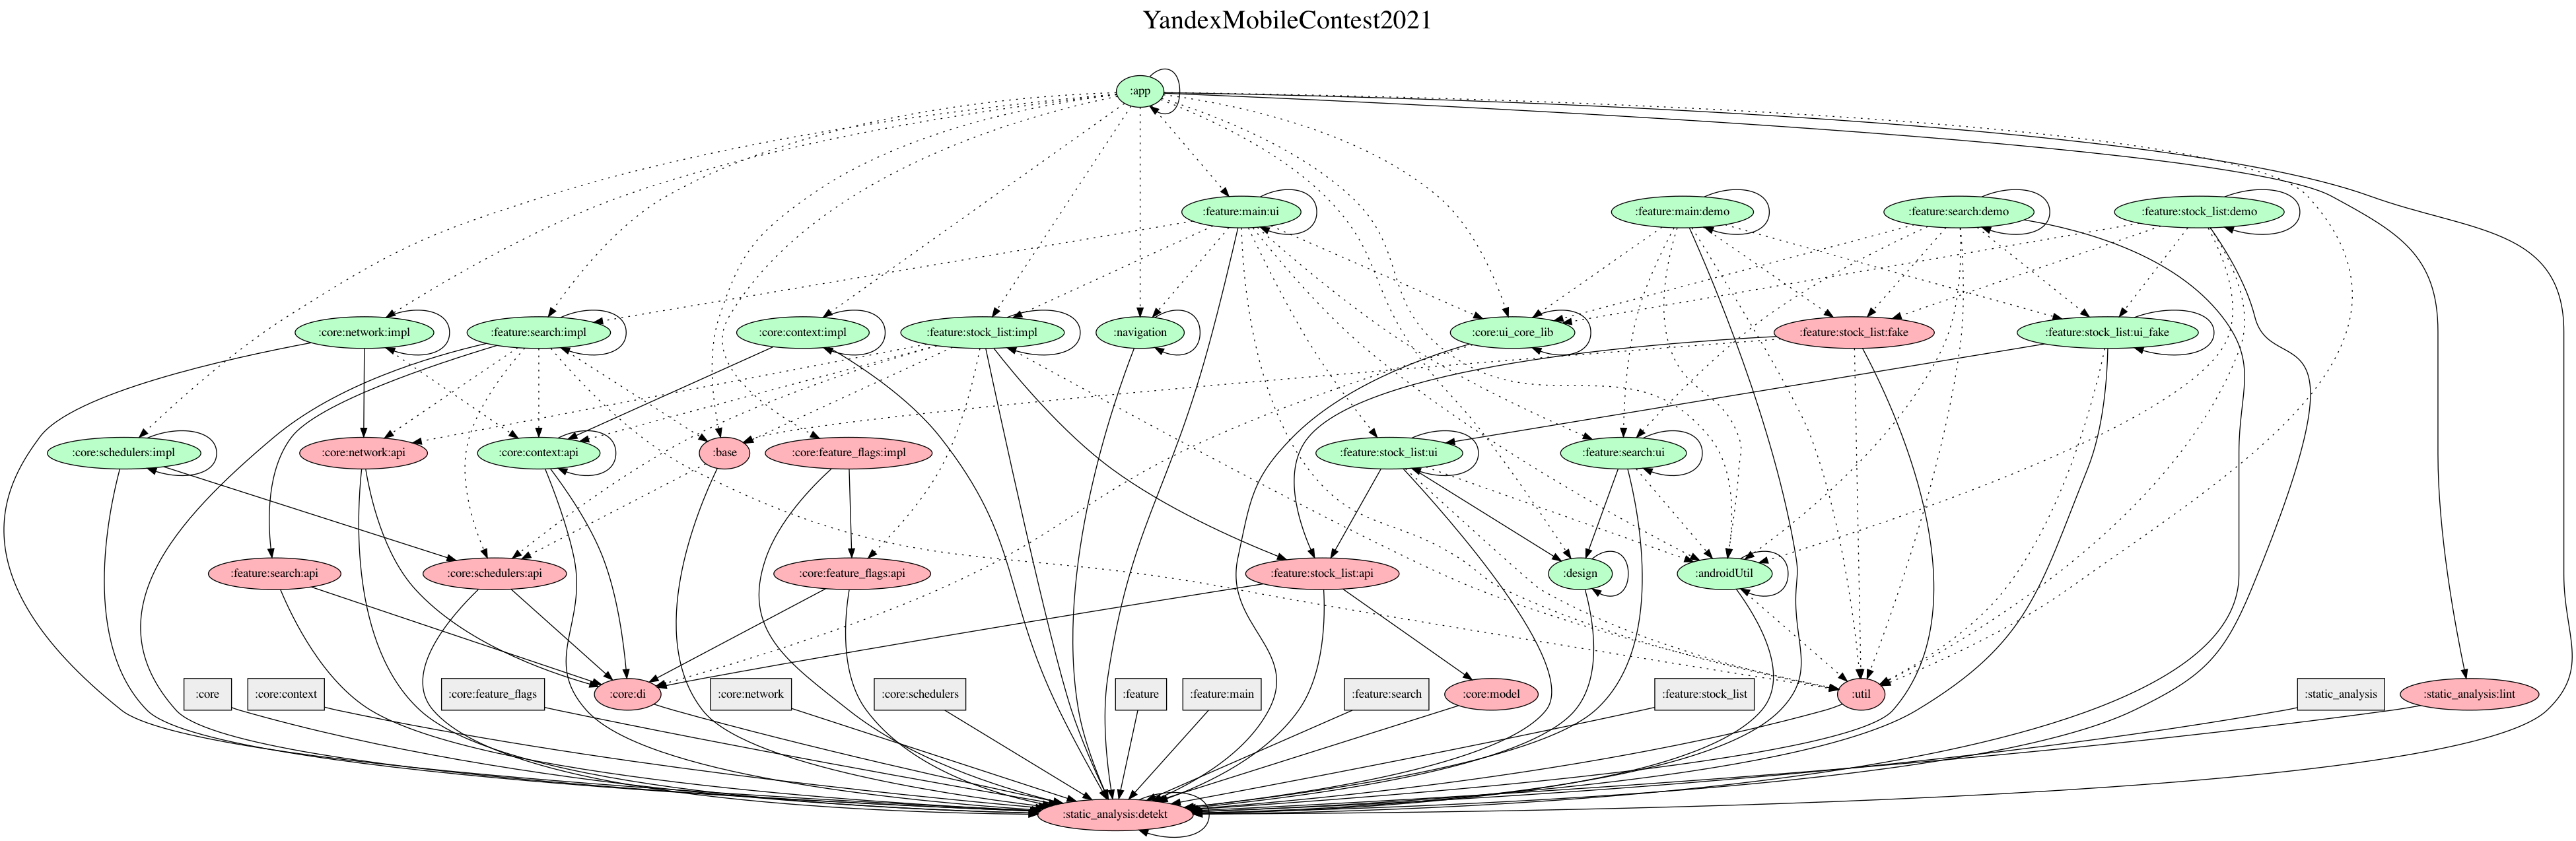 YandexMobileContest2021
:app
:feature:main:ui
:feature:main:demo
:feature:search:demo
:feature:stock_list:demo
:core:network:impl
:feature:search:impl
:core:context:impl
:feature:stock_list:impl
:navigation
:core:ui_core_lib
:feature:stock_list:fake
:feature:stock_list:ui_fake
:core:schedulers:impl
:core:network:api
:core:context:api
:base
:core:feature_flags:impl
:feature:stock_list:ui
:feature:search:ui
:feature:search:api
:core:schedulers:api
:core:feature_flags:api
:feature:stock_list:api
:design
:androidUtil
:core
:core:context
:core:feature_flags
:core:di
:core:network
:core:schedulers
:feature
:feature:main
:feature:search
:core:model
:feature:stock_list
:util
:static_analysis
:static_analysis:lint
:static_analysis:detekt